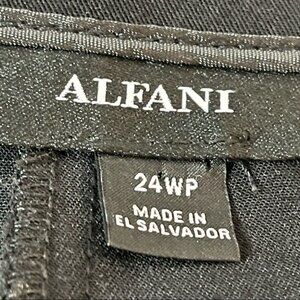 ALFANI
24WP
MADE IN
EL SALVADOR